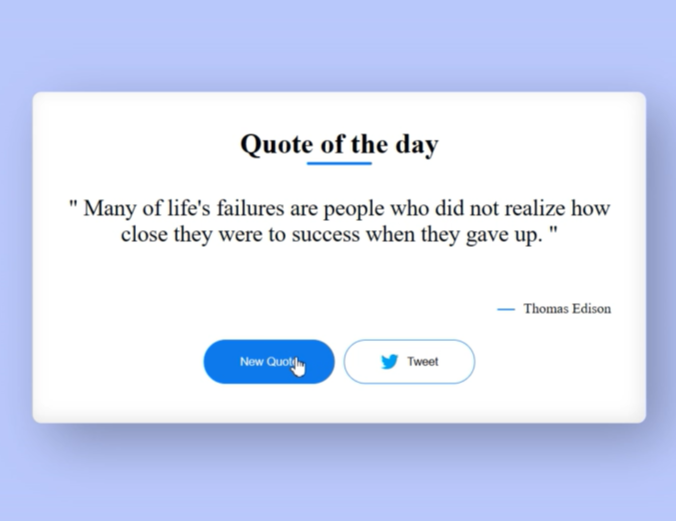 Quote of the day
" Many of life's failures are people who did not realize how
close they were to success when they gave up. "
— Thomas Edison
New Quote
Tweet